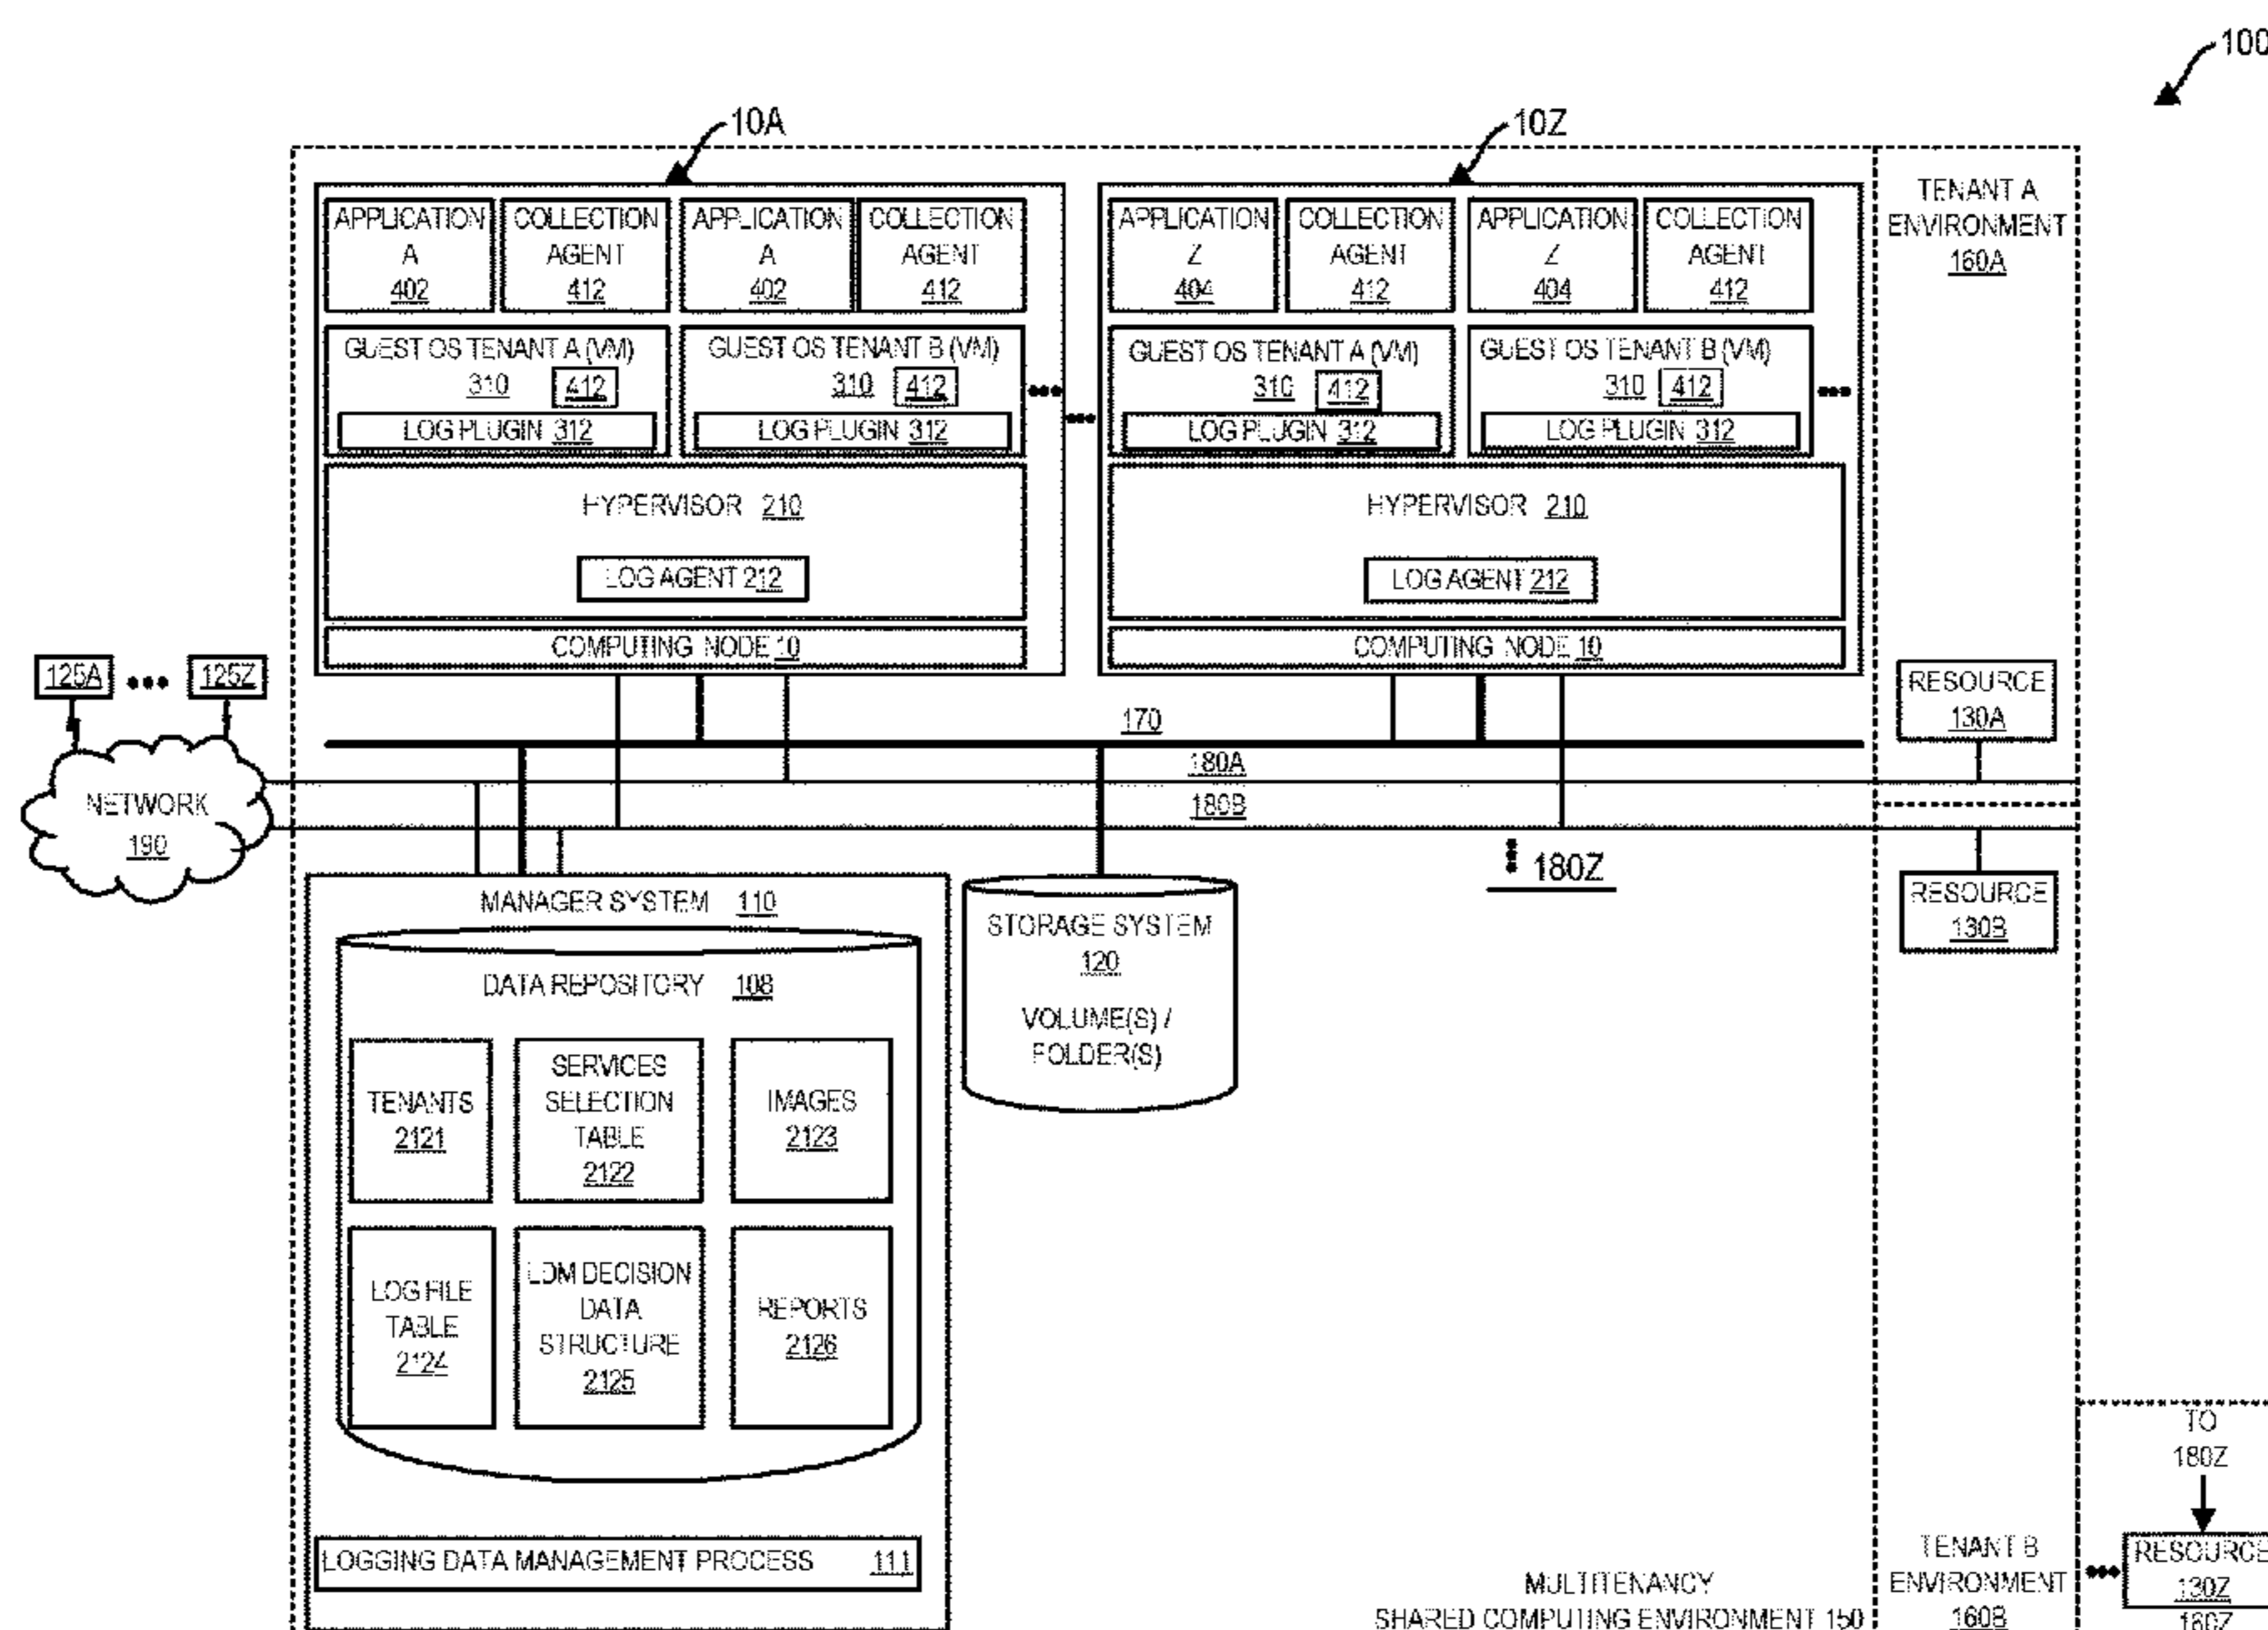 100
10A
10Z
APPLICATION
A
402
COLLECTION
AGENT
412
APPLICATION
A
402
COLLECTION
AGENT
412
APPLICATION
Z
404
COLLECTION
AGENT
412
APPLICATION
Z
404
COLLECTION
AGENT
412
TENANT A
ENVIRONMENT
160A
GUEST OS TENANT A (VM)
310 412
LOG PLUGIN 312
GUEST OS TENANT B (VM)
310 412
LOG PLUGIN 312
GUEST OS TENANT A (VM)
310 412
LOG PLUGIN 312
GUEST OS TENANT B (VM)
310 412
LOG PLUGIN 312
HYPERVISOR 210
LOG AGENT 212
HYPERVISOR 210
LOG AGENT 212
COMPUTING NODE 10
COMPUTING NODE 10
125A
125Z
RESOURCE
130A
170
180A
180B
180Z
NETWORK
190
RESOURCE
130B
MANAGER SYSTEM 110
DATA REPOSITORY 108
TENANTS
2121
SERVICES
SELECTION
TABLE
2122
IMAGES
2123
LOG FILE
TABLE
2124
LDM DECISION
DATA
STRUCTURE
2125
REPORTS
2126
LOGGING DATA MANAGEMENT PROCESS 111
STORAGE SYSTEM
120
VOLUME(S) /
FOLDER(S)
MULTITENANCY
SHARED COMPUTING ENVIRONMENT 150
TENANT B
ENVIRONMENT
160B
TO
180Z
RESOURCE
130Z
160Z